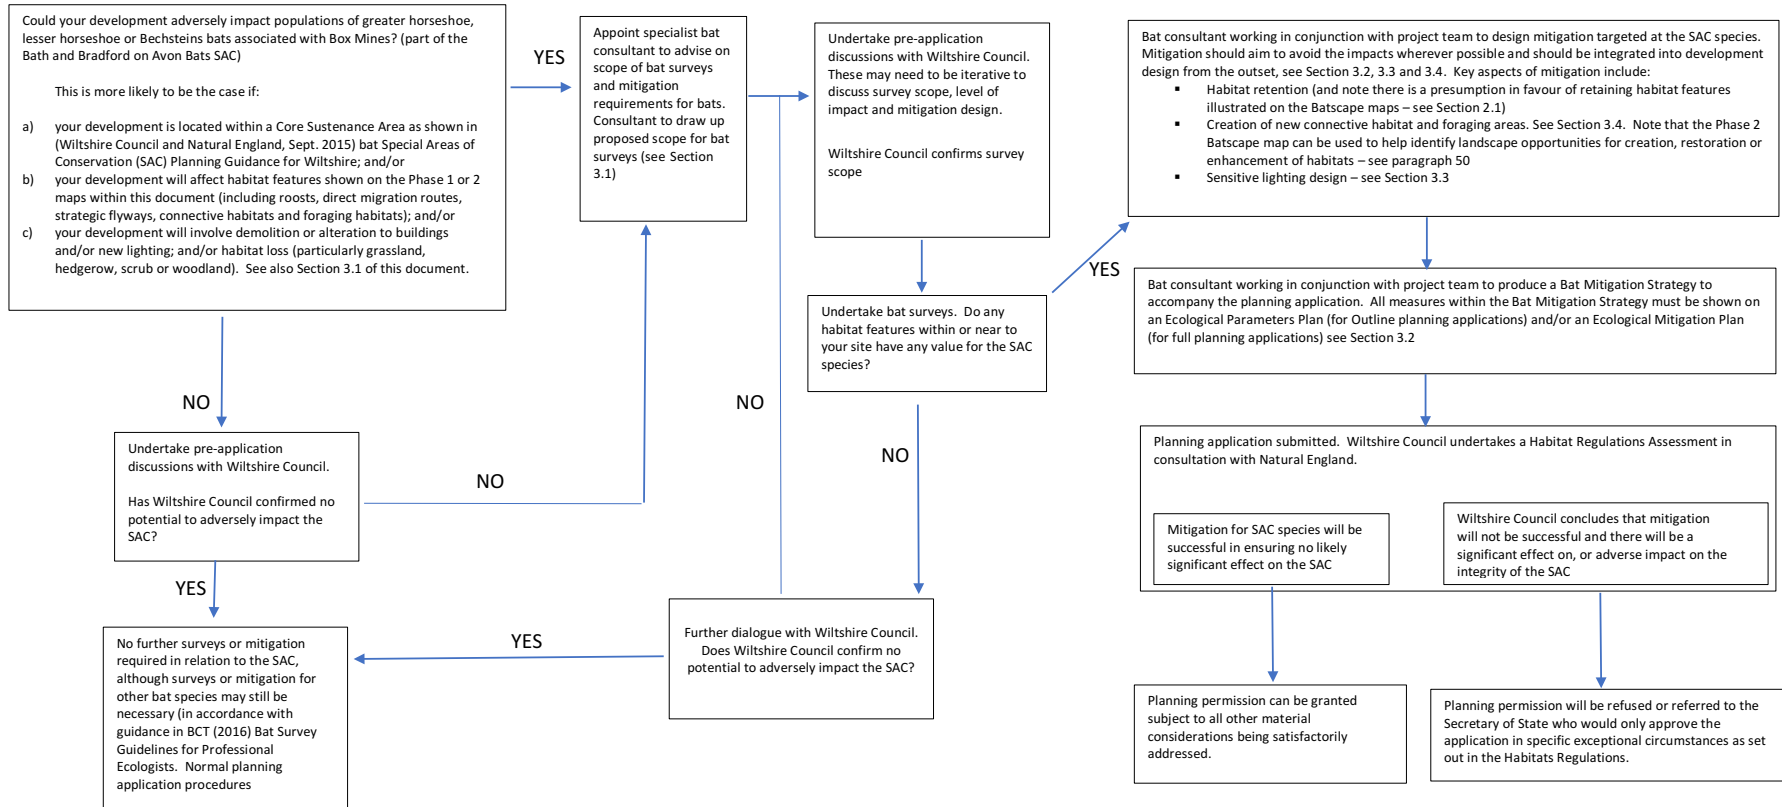 Could your development adversely impact populations of greater horseshoe,
lesser horseshoe or Bechsteins bats associated with Box Mines? (part of the
Bath and Bradford on Avon Bats SAC)
This is more likely to be the case if:
a) your development is located within a Core Sustenance Area as shown in
(Wiltshire Council and Natural England, Sept. 2015) bat Special Areas of
Conservation (SAC) Planning Guidance for Wiltshire; and/or
b) your development will affect habitat features shown on the Phase 1 or 2
maps within this document (including roosts, direct migration routes,
strategic flyways, connective habitats and foraging habitats); and/or
c) your development will involve demolition or alteration to buildings
and/or new lighting; and/or habitat loss (particularly grassland,
hedgerow, scrub or woodland). See also Section 3.1 of this document.
YES
NO
Undertake pre-application
discussions with Wiltshire Council.
Has Wiltshire Council confirmed no
potential to adversely impact the
SAC?
NO
YES
No further surveys or mitigation
required in relation to the SAC,
although surveys or mitigation for
other bat species may still be
necessary (in accordance with
guidance in BCT (2016) Bat Survey
Guidelines for Professional
Ecologists. Normal planning
application procedures
Appoint specialist bat
consultant to advise on
scope of bat surveys
and mitigation
requirements for bats.
Consultant to draw up
proposed scope for bat
surveys (see Section
3.1)
Undertake pre-application
discussions with Wiltshire Council.
These may need to be iterative to
discuss survey scope, level of
impact and mitigation design.
Wiltshire Council confirms survey
scope
Undertake bat surveys. Do any
habitat features within or near to
your site have any value for the SAC
species?
YES
NO
NO
Further dialogue with Wiltshire Council.
Does Wiltshire Council confirm no
potential to adversely impact the SAC?
YES
Bat consultant working in conjunction with project team to design mitigation targeted at the SAC species.
Mitigation should aim to avoid the impacts wherever possible and should be integrated into development
design from the outset, see Section 3.2, 3.3 and 3.4. Key aspects of mitigation include:
▪ Habitat retention (and note there is a presumption in favour of retaining habitat features
illustrated on the Batscape maps – see Section 2.1)
▪ Creation of new connective habitat and foraging areas. See Section 3.4. Note that the Phase 2
Batscape map can be used to help identify landscape opportunities for creation, restoration or
enhancement of habitats – see paragraph 50
▪ Sensitive lighting design – see Section 3.3
Bat consultant working in conjunction with project team to produce a Bat Mitigation Strategy to
accompany the planning application. All measures within the Bat Mitigation Strategy must be shown on
an Ecological Parameters Plan (for Outline planning applications) and/or an Ecological Mitigation Plan
(for full planning applications) see Section 3.2
Planning application submitted. Wiltshire Council undertakes a Habitat Regulations Assessment in
consultation with Natural England.
Mitigation for SAC species will be
successful in ensuring no likely
significant effect on the SAC
Wiltshire Council concludes that mitigation
will not be successful and there will be a
significant effect on, or adverse impact on the
integrity of the SAC
Planning permission can be granted
subject to all other material
considerations being satisfactorily
addressed.
Planning permission will be refused or referred to the
Secretary of State who would only approve the
application in specific exceptional circumstances as set
out in the Habitats Regulations.